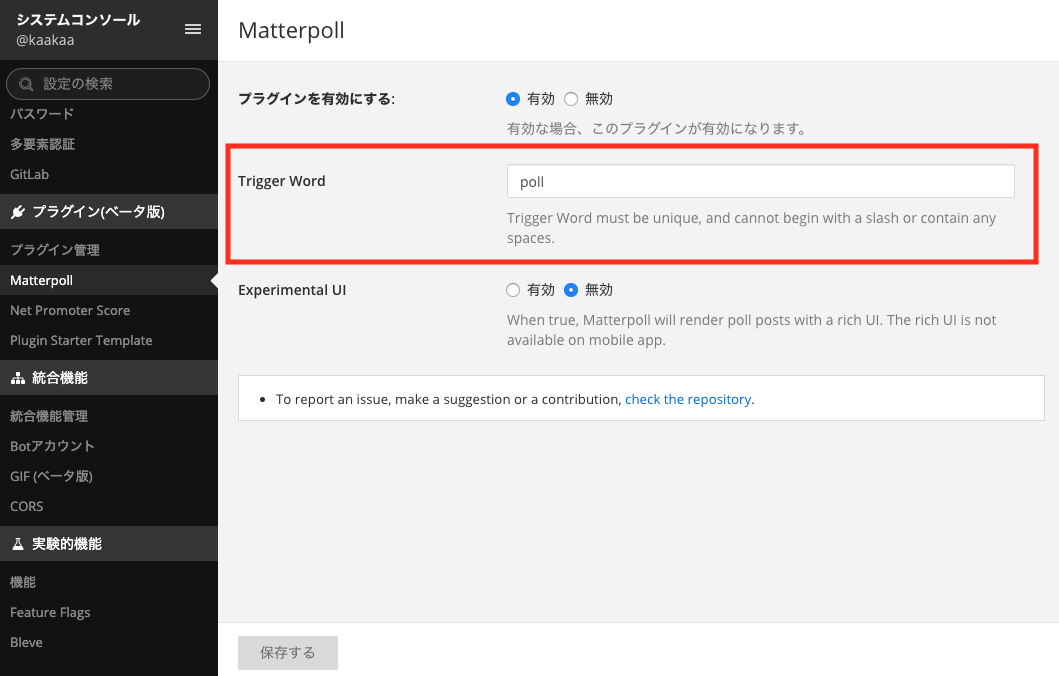 システムコンソール
@kaakaa
設定の検索
パスワード
多要素認証
GitLab
プラグイン(ベータ版)
プラグイン管理
Matterpoll
Net Promoter Score
Plugin Starter Template
統合機能
統合機能管理
Botアカウント
GIF (ベータ版)
CORS
実験的機能
機能
Feature Flags
Bleve
Matterpoll
プラグインを有効にする:
有効 無効
有効な場合、このプラグインが有効になります。
Trigger Word
poll
Trigger Word must be unique, and cannot begin with a slash or contain any
spaces.
Experimental UI
有効 無効
When true, Matterpoll will render poll posts with a rich UI. The rich UI is not
available on mobile app.
• To report an issue, make a suggestion or a contribution, check the repository.
保存する